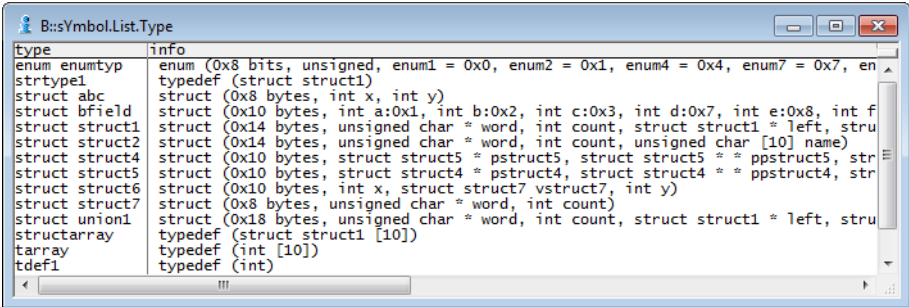 B::sYmbol.List.Type
type info
enum enumtyp enum (0x8 bits, unsigned, enum1 = 0x0, enum2 = 0x1, enum4 = 0x4, enum7 = 0x7, en
strtype1 typedef (struct struct1)
struct abc struct (0x8 bytes, int x, int y)
struct bfield struct (0x10 bytes, int a:0x1, int b:0x2, int c:0x3, int d:0x7, int e:0x8, int f
struct struct1 struct (0x14 bytes, unsigned char * word, int count, struct struct1 * left, stru
struct struct2 struct (0x14 bytes, unsigned char * word, int count, unsigned char [10] name)
struct struct4 struct (0x10 bytes, struct struct5 * pstruct5, struct struct5 * * ppstruct5, str
struct struct5 struct (0x10 bytes, struct struct4 * pstruct4, struct struct4 * * ppstruct4, str
struct struct6 struct (0x10 bytes, int x, struct struct7 vstruct7, int y)
struct struct7 struct (0x8 bytes, unsigned char * word, int count)
struct union1 struct (0x18 bytes, unsigned char * word, int count, struct struct1 * left, stru
structarray typedef (struct struct1 [10])
tarray typedef (int [10])
tdef1 typedef (int)